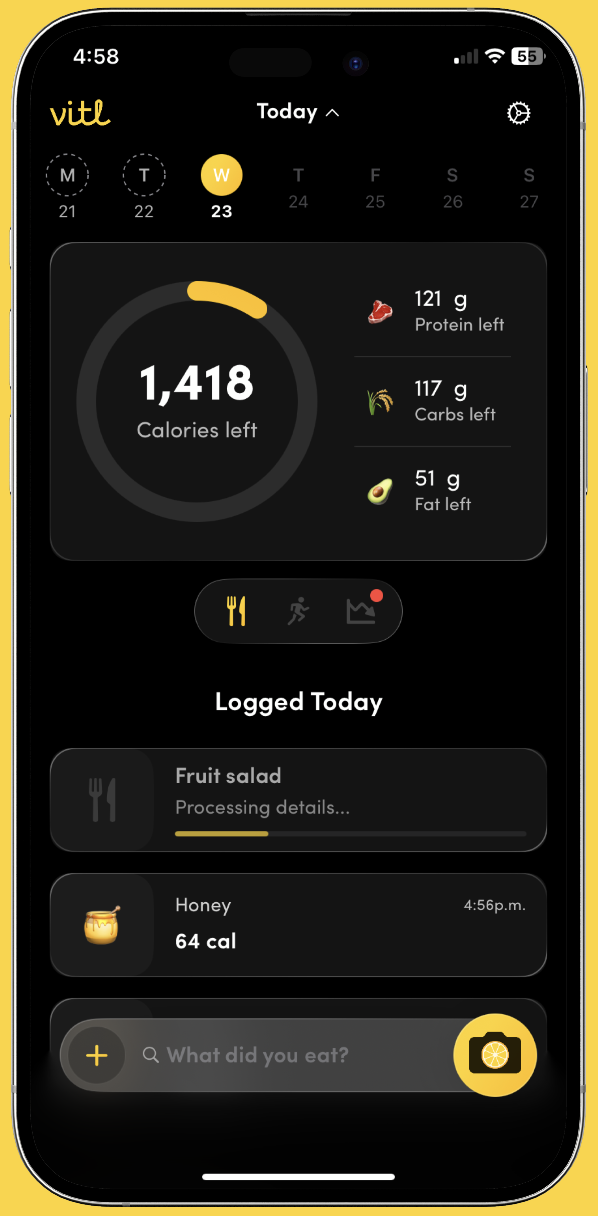 4:58
55
vitl
Today
M T W T F S S
21 22 23 24 25 26 27
1,418
Calories left
121 g
Protein left
117 g
Carbs left
51 g
Fat left
Logged Today
Fruit salad
Processing details...
Honey
4:56p.m.
64 cal
What did you eat?